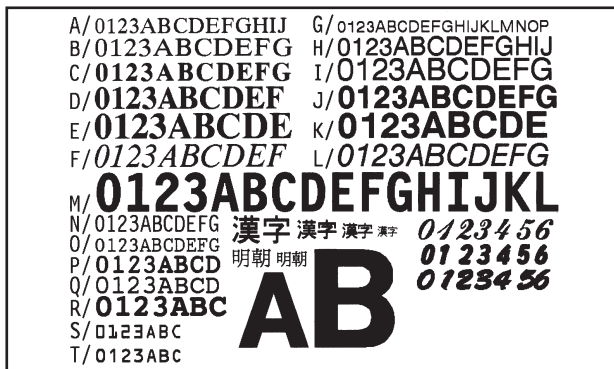 A/0123ABCDEFGHIJ
B/0123ABCDEFG
C/0123ABCDEFG
D/0123ABCDEF
E/0123ABCDE
F/0123ABCDEF
G/0123ABCDEFGHIJKLMNOP
H/0123ABCDEFGHIJ
I/0123ABCDEFG
J/0123ABCDEFG
K/0123ABCDE
L/0123ABCDEFG
M/0123ABCDEFGHIJKL
N/0123ABCDEFG
O/0123ABCDEFG
P/0123ABCD
Q/0123ABCD
R/0123ABC
S/0123ABC
T/0123ABC
漢字 漢字 漢字 漢字
明朝 明朝
AB
0123456
0123456
0123456